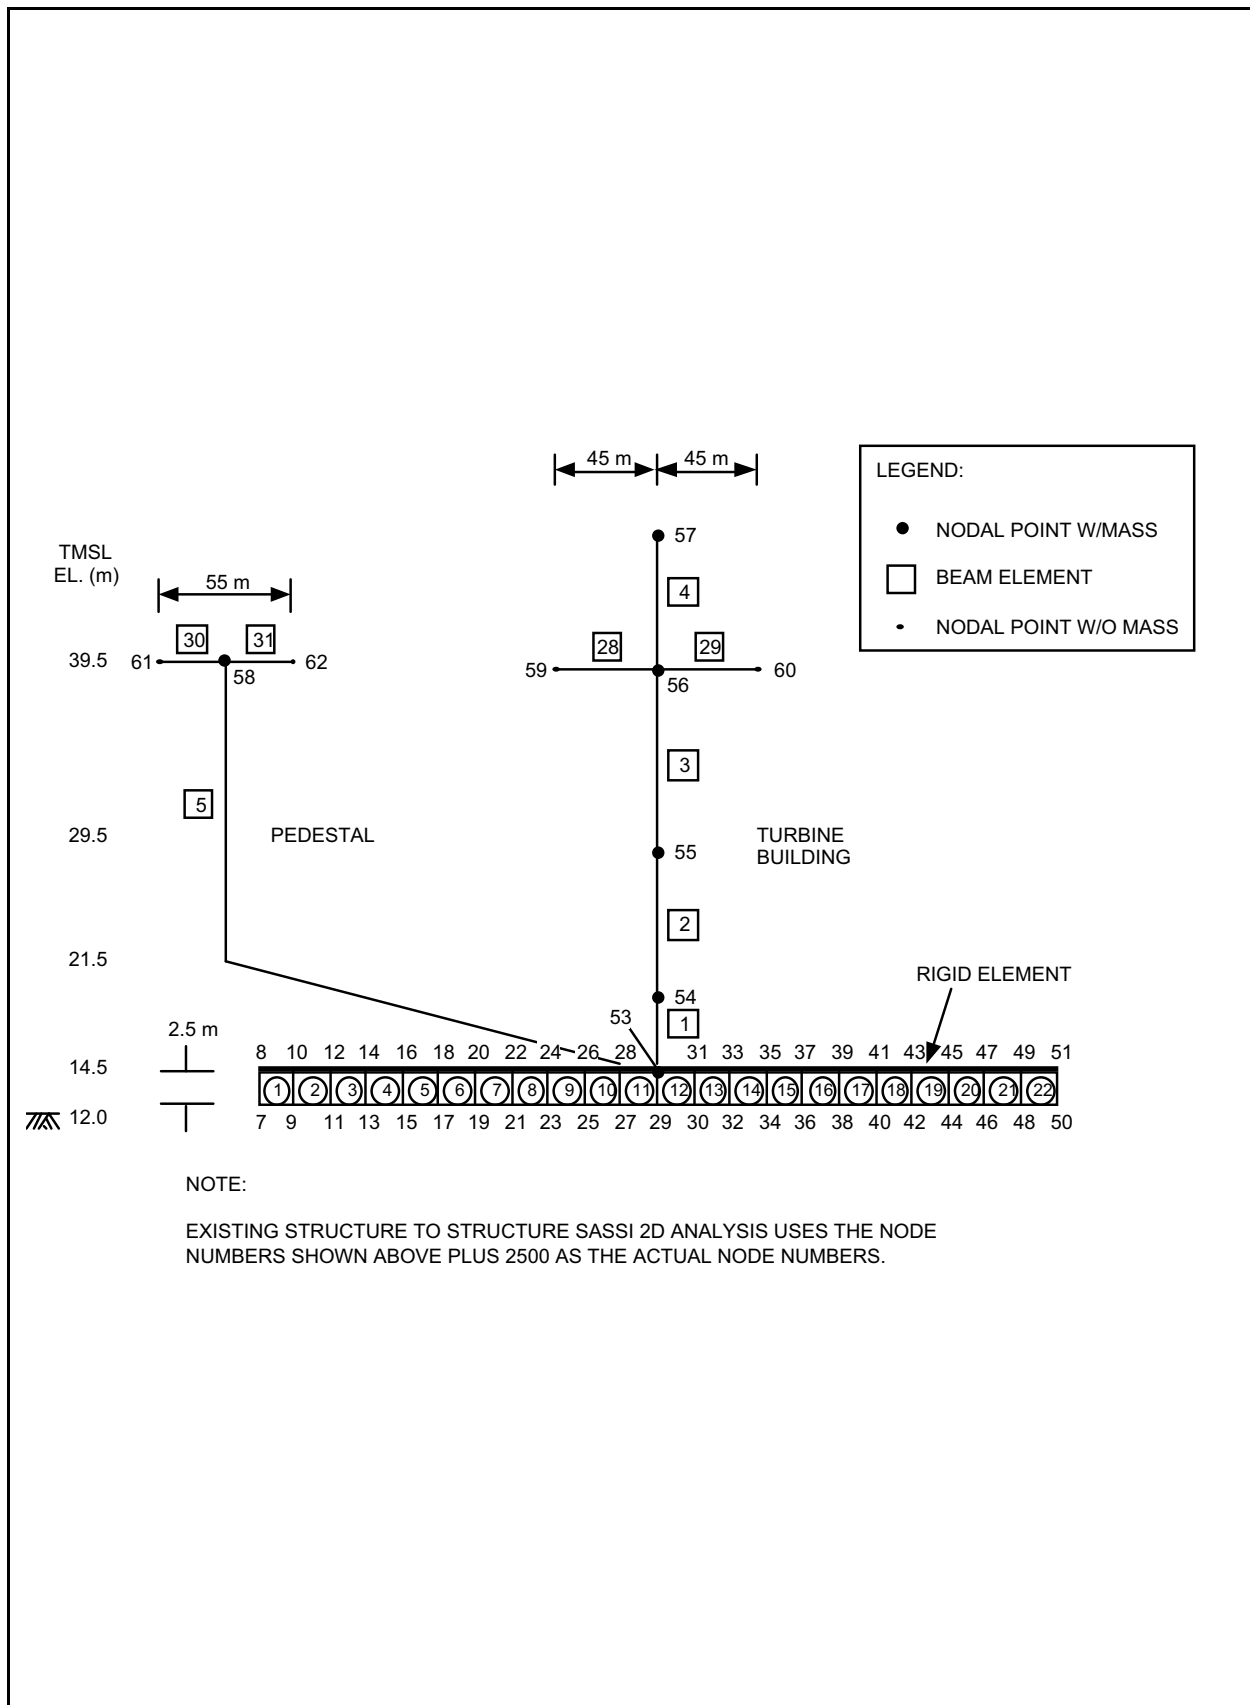 45 m 45 m
LEGEND:
NODAL POINT W/MASS
BEAM ELEMENT
NODAL POINT W/O MASS
57
TMSL
EL. (m)
55 m
4
30 31
28 29
39.5 61 62
58
59 60
56
3
5
29.5 PEDESTAL
TURBINE
BUILDING
55
2
21.5
RIGID ELEMENT
54
53
1
2.5 m
8 10 12 14 16 18 20 22 24 26 28 31 33 35 37 39 41 43 45 47 49 51
14.5
1 2 3 4 5 6 7 8 9 10 11 12 13 14 15 16 17 18 19 20 21 22
12.0
7 9 11 13 15 17 19 21 23 25 27 29 30 32 34 36 38 40 42 44 46 48 50
NOTE:
EXISTING STRUCTURE TO STRUCTURE SASSI 2D ANALYSIS USES THE NODE
NUMBERS SHOWN ABOVE PLUS 2500 AS THE ACTUAL NODE NUMBERS.